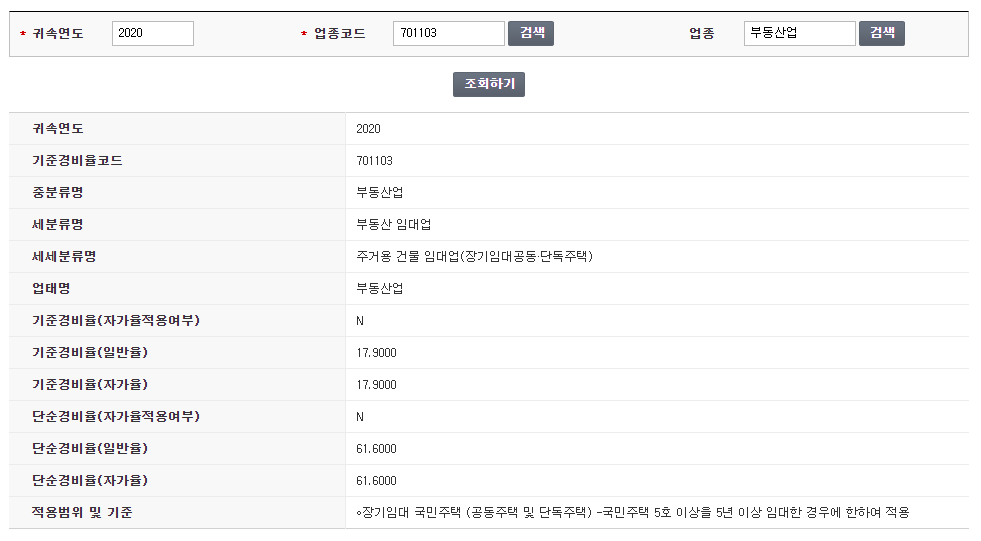 * 귀속연도 2020 * 업종코드 701103 검색 업종 부동산업 검색
조회하기
귀속연도 2020
기준경비율코드 701103
중분류명 부동산업
세분류명 부동산 임대업
세세분류명 주거용 건물 임대업(장기임대공동·단독주택)
업태명 부동산업
기준경비율(자가율적용여부) N
기준경비율(일반율) 17.9000
기준경비율(자가율) 17.9000
단순경비율(자가율적용여부) N
단순경비율(일반율) 61.6000
단순경비율(자가율) 61.6000
적용범위 및 기준 ◦장기임대 국민주택 (공동주택 및 단독주택) -국민주택 5호 이상을 5년 이상 임대한 경우에 한하여 적용